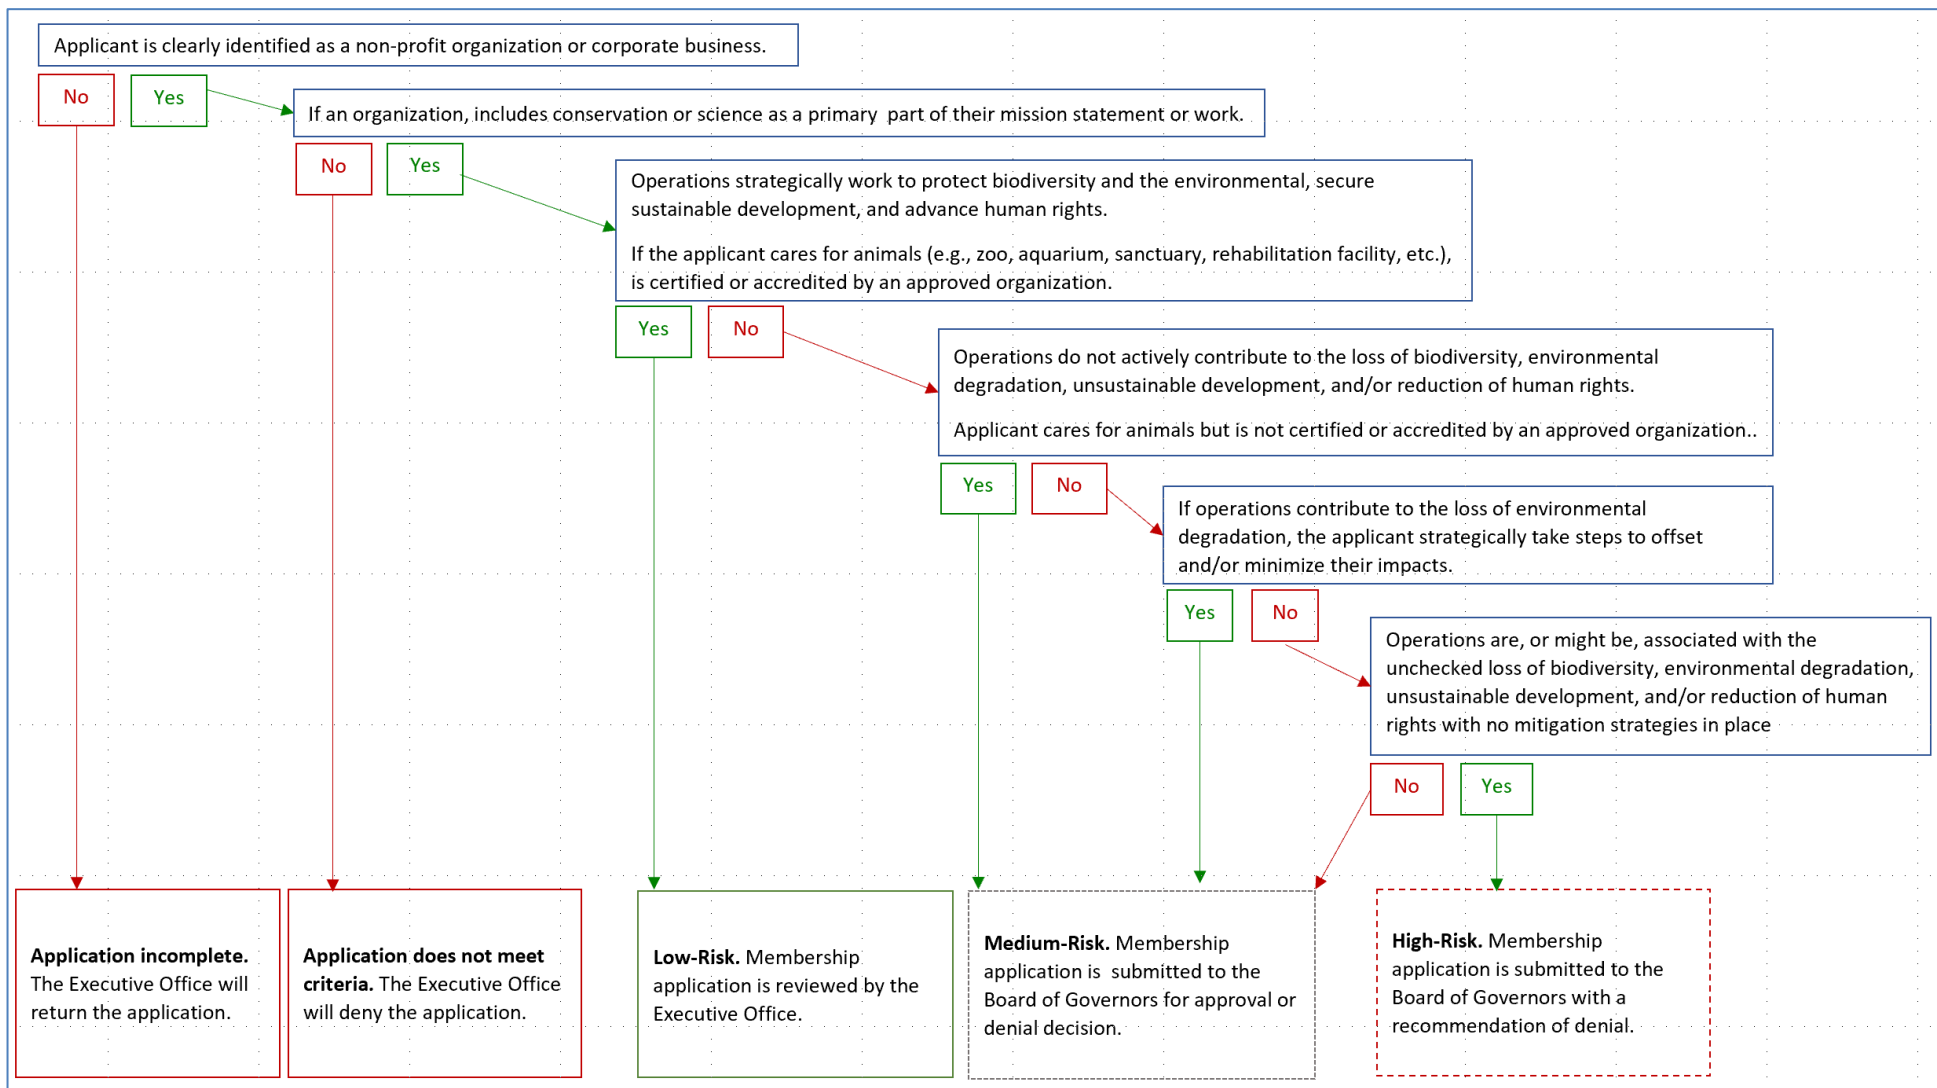 Applicant is clearly identified as a non-profit organization or corporate business.
No
Yes
If an organization, includes conservation or science as a primary  part of their mission statement or work.
No
Yes
Operations strategically work to protect biodiversity and the environmental, secure
sustainable development, and advance human rights.
If the applicant cares for animals (e.g., zoo, aquarium, sanctuary, rehabilitation facility, etc.),
is certified or accredited by an approved organization.
Yes
No
Operations do not actively contribute to the loss of biodiversity, environmental
degradation, unsustainable development, and/or reduction of human rights.
Applicant cares for animals but is not certified or accredited by an approved organization..
Yes
No
If operations contribute to the loss of environmental
degradation, the applicant strategically take steps to offset
and/or minimize their impacts.
Yes
No
Operations are, or might be, associated with the
unchecked loss of biodiversity, environmental degradation,
unsustainable development, and/or reduction of human
rights with no mitigation strategies in place
No
Yes
Application incomplete.
The Executive Office will
return the application.
Application does not meet
criteria. The Executive Office
will deny the application.
Low-Risk. Membership
application is reviewed by the
Executive Office.
Medium-Risk. Membership
application is  submitted to the
Board of Governors for approval or
denial decision.
High-Risk. Membership
application is submitted to the
Board of Governors with a
recommendation of denial.